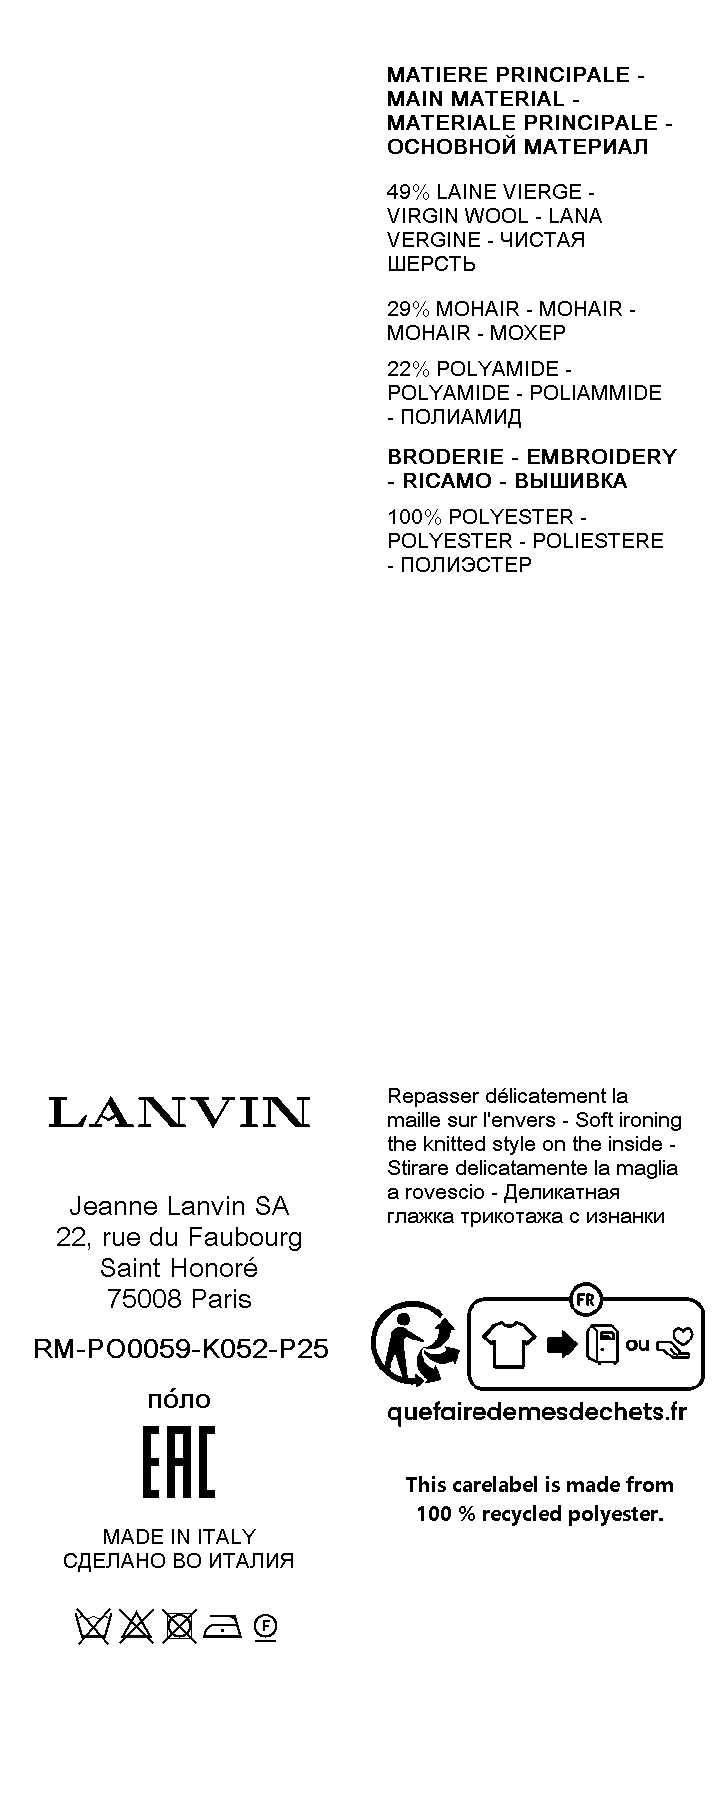 MATIERE PRINCIPALE -
MAIN MATERIAL -
MATERIALE PRINCIPALE -
ОСНОВНОЙ МАТЕРИАЛ
49% LAINE VIERGE -
VIRGIN WOOL - LANA
VERGINE - ЧИСТАЯ
ШЕРСТЬ
29% MOHAIR - MOHAIR -
MOHAIR - МОХЕР
22% POLYAMIDE -
POLYAMIDE - POLIAMMIDE
- ПОЛИАМИД
BRODERIE - EMBROIDERY
- RICAMO - ВЫШИВКА
100% POLYESTER -
POLYESTER - POLIESTERE
- ПОЛИЭСТЕР
LANVIN
Jeanne Lanvin SA
22, rue du Faubourg
Saint Honoré
75008 Paris
RM-PO0059-K052-P25
по́ло
EAC
MADE IN ITALY
СДЕЛАНО ВО ИТАЛИЯ
F
Repasser délicatement la
maille sur l'envers - Soft ironing
the knitted style on the inside -
Stirare delicatamente la maglia
a rovescio - Деликатная
глажка трикотажа с изнанки
FR
ou
quefairedemesdechets.fr
This carelabel is made from
100 % recycled polyester.